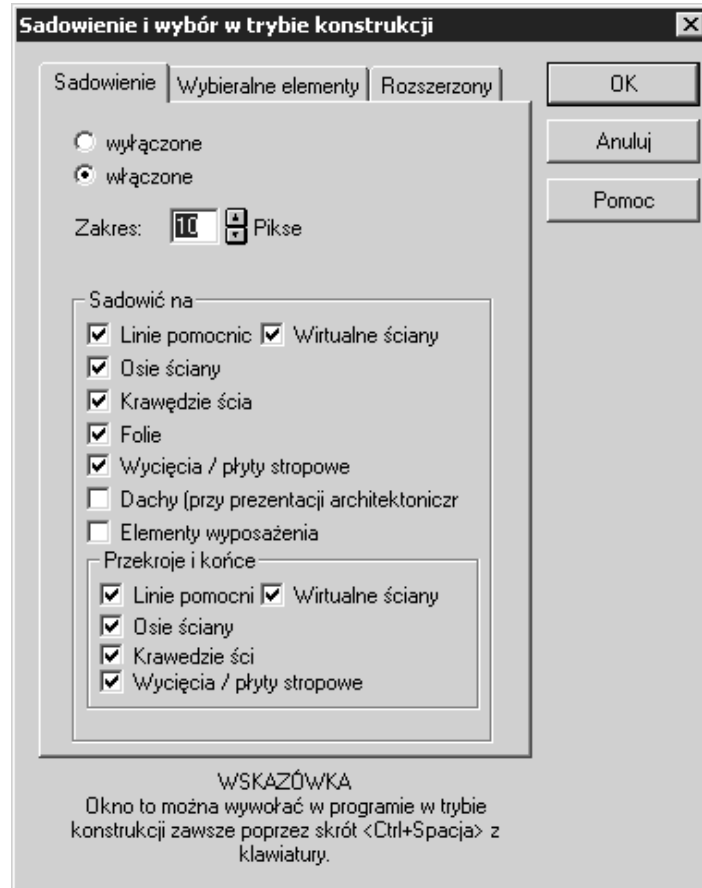 Sadowienie i wybór w trybie konstrukcji
Sadowienie Wybieralne elementy Rozszerzony
OK
Anuluj
Pomoc
wyłączone
włączone
Zakres: 10 Pikse
Sadowić na
Linie pomocnic Wirtualne ściany
Osie ściany
Krawędzie ścia
Folie
Wycięcia / płyty stropowe
Dachy (przy prezentacji architektoniczr
Elementy wyposażenia
Przekroje i końce
Linie pomocni Wirtualne ściany
Osie ściany
Krawedzie ści
Wycięcia / płyty stropowe
WSKAZÓWKA
Okno to można wywołać w programie w trybie
konstrukcji zawsze poprzez skrót <Ctrl+Spacja> z
klawiatury.